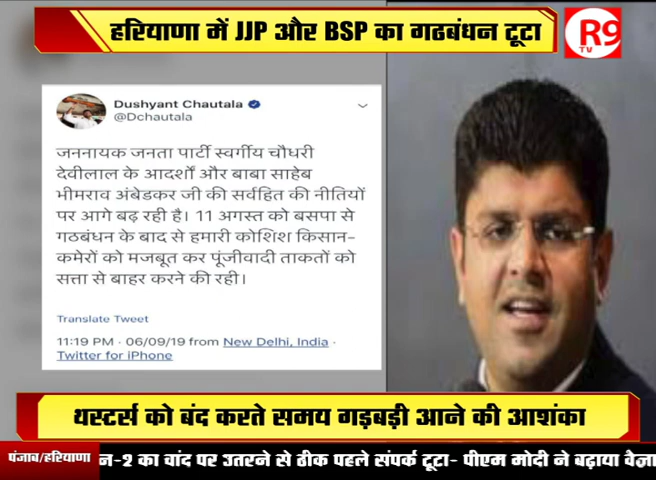 हरियाणा में JJP और BSP का गठबंधन टूटा
R9
TV
Dushyant Chautala
@Dchautala
जननायक जनता पार्टी स्वर्गीय चौधरी
देवीलाल के आदर्शों और बाबा साहेब
भीमराव अंबेडकर जी की सर्वहित की नीतियों
पर आगे बढ़ रही है। 11 अगस्त को बसपा से
गठबंधन के बाद से हमारी कोशिश किसान-
कमेरों को मजबूत कर पूंजीवादी ताकतों को
सत्ता से बाहर करने की रही।
Translate Tweet
11:19 PM · 06/09/19 from New Delhi, India ·
Twitter for iPhone
थस्टर्स को बंद करते समय गड़बड़ी आने की आशंका
पंजाब/हरियाणा
न-2 का चांद पर उतरने से ठीक पहले संपर्क टूटा- पीएम मोदी ने बढ़ाया वैज्ञा